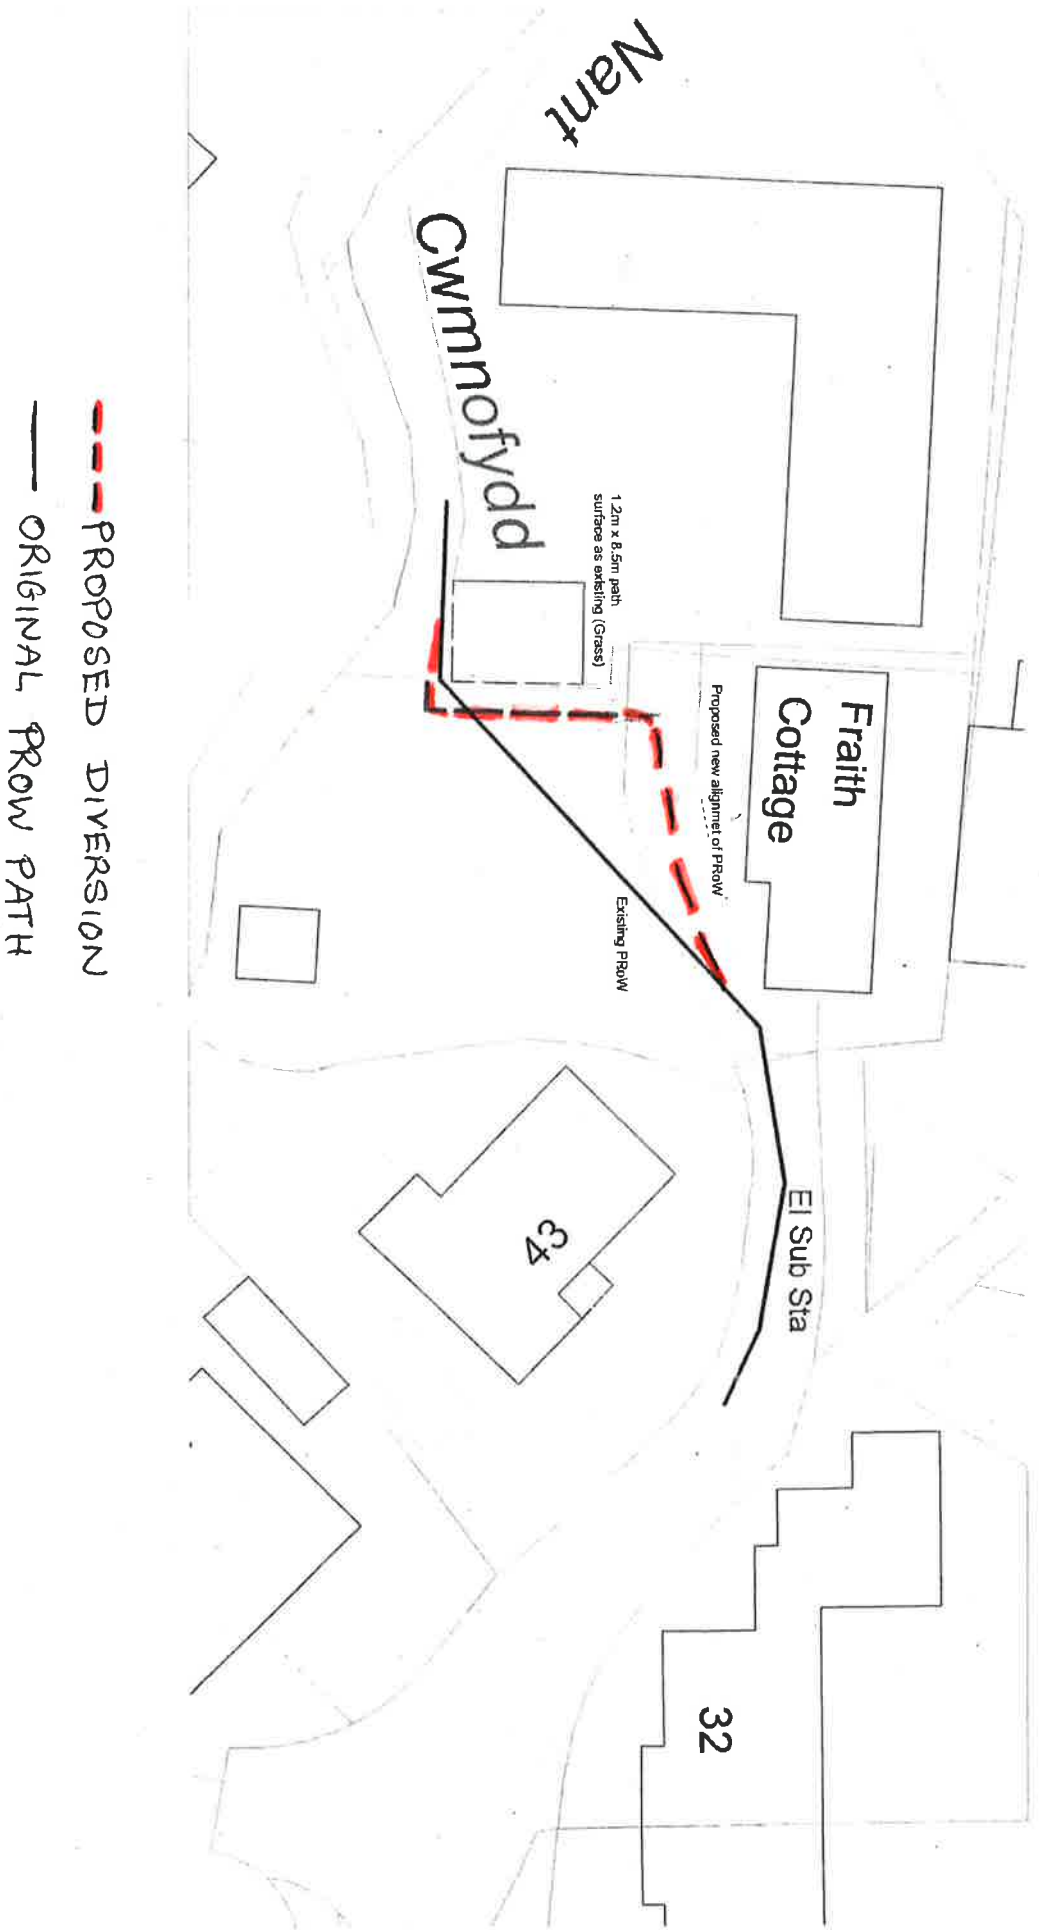 Nant
Cwmnofydd
1.2m x 8.5m path
surface as existing (Grass)
Fraith
Cottage
Proposed new alignmet of PRoW
Existing PRoW
El Sub Sta
43
32
PROPOSED DIVERSION
ORIGINAL PROW PATH